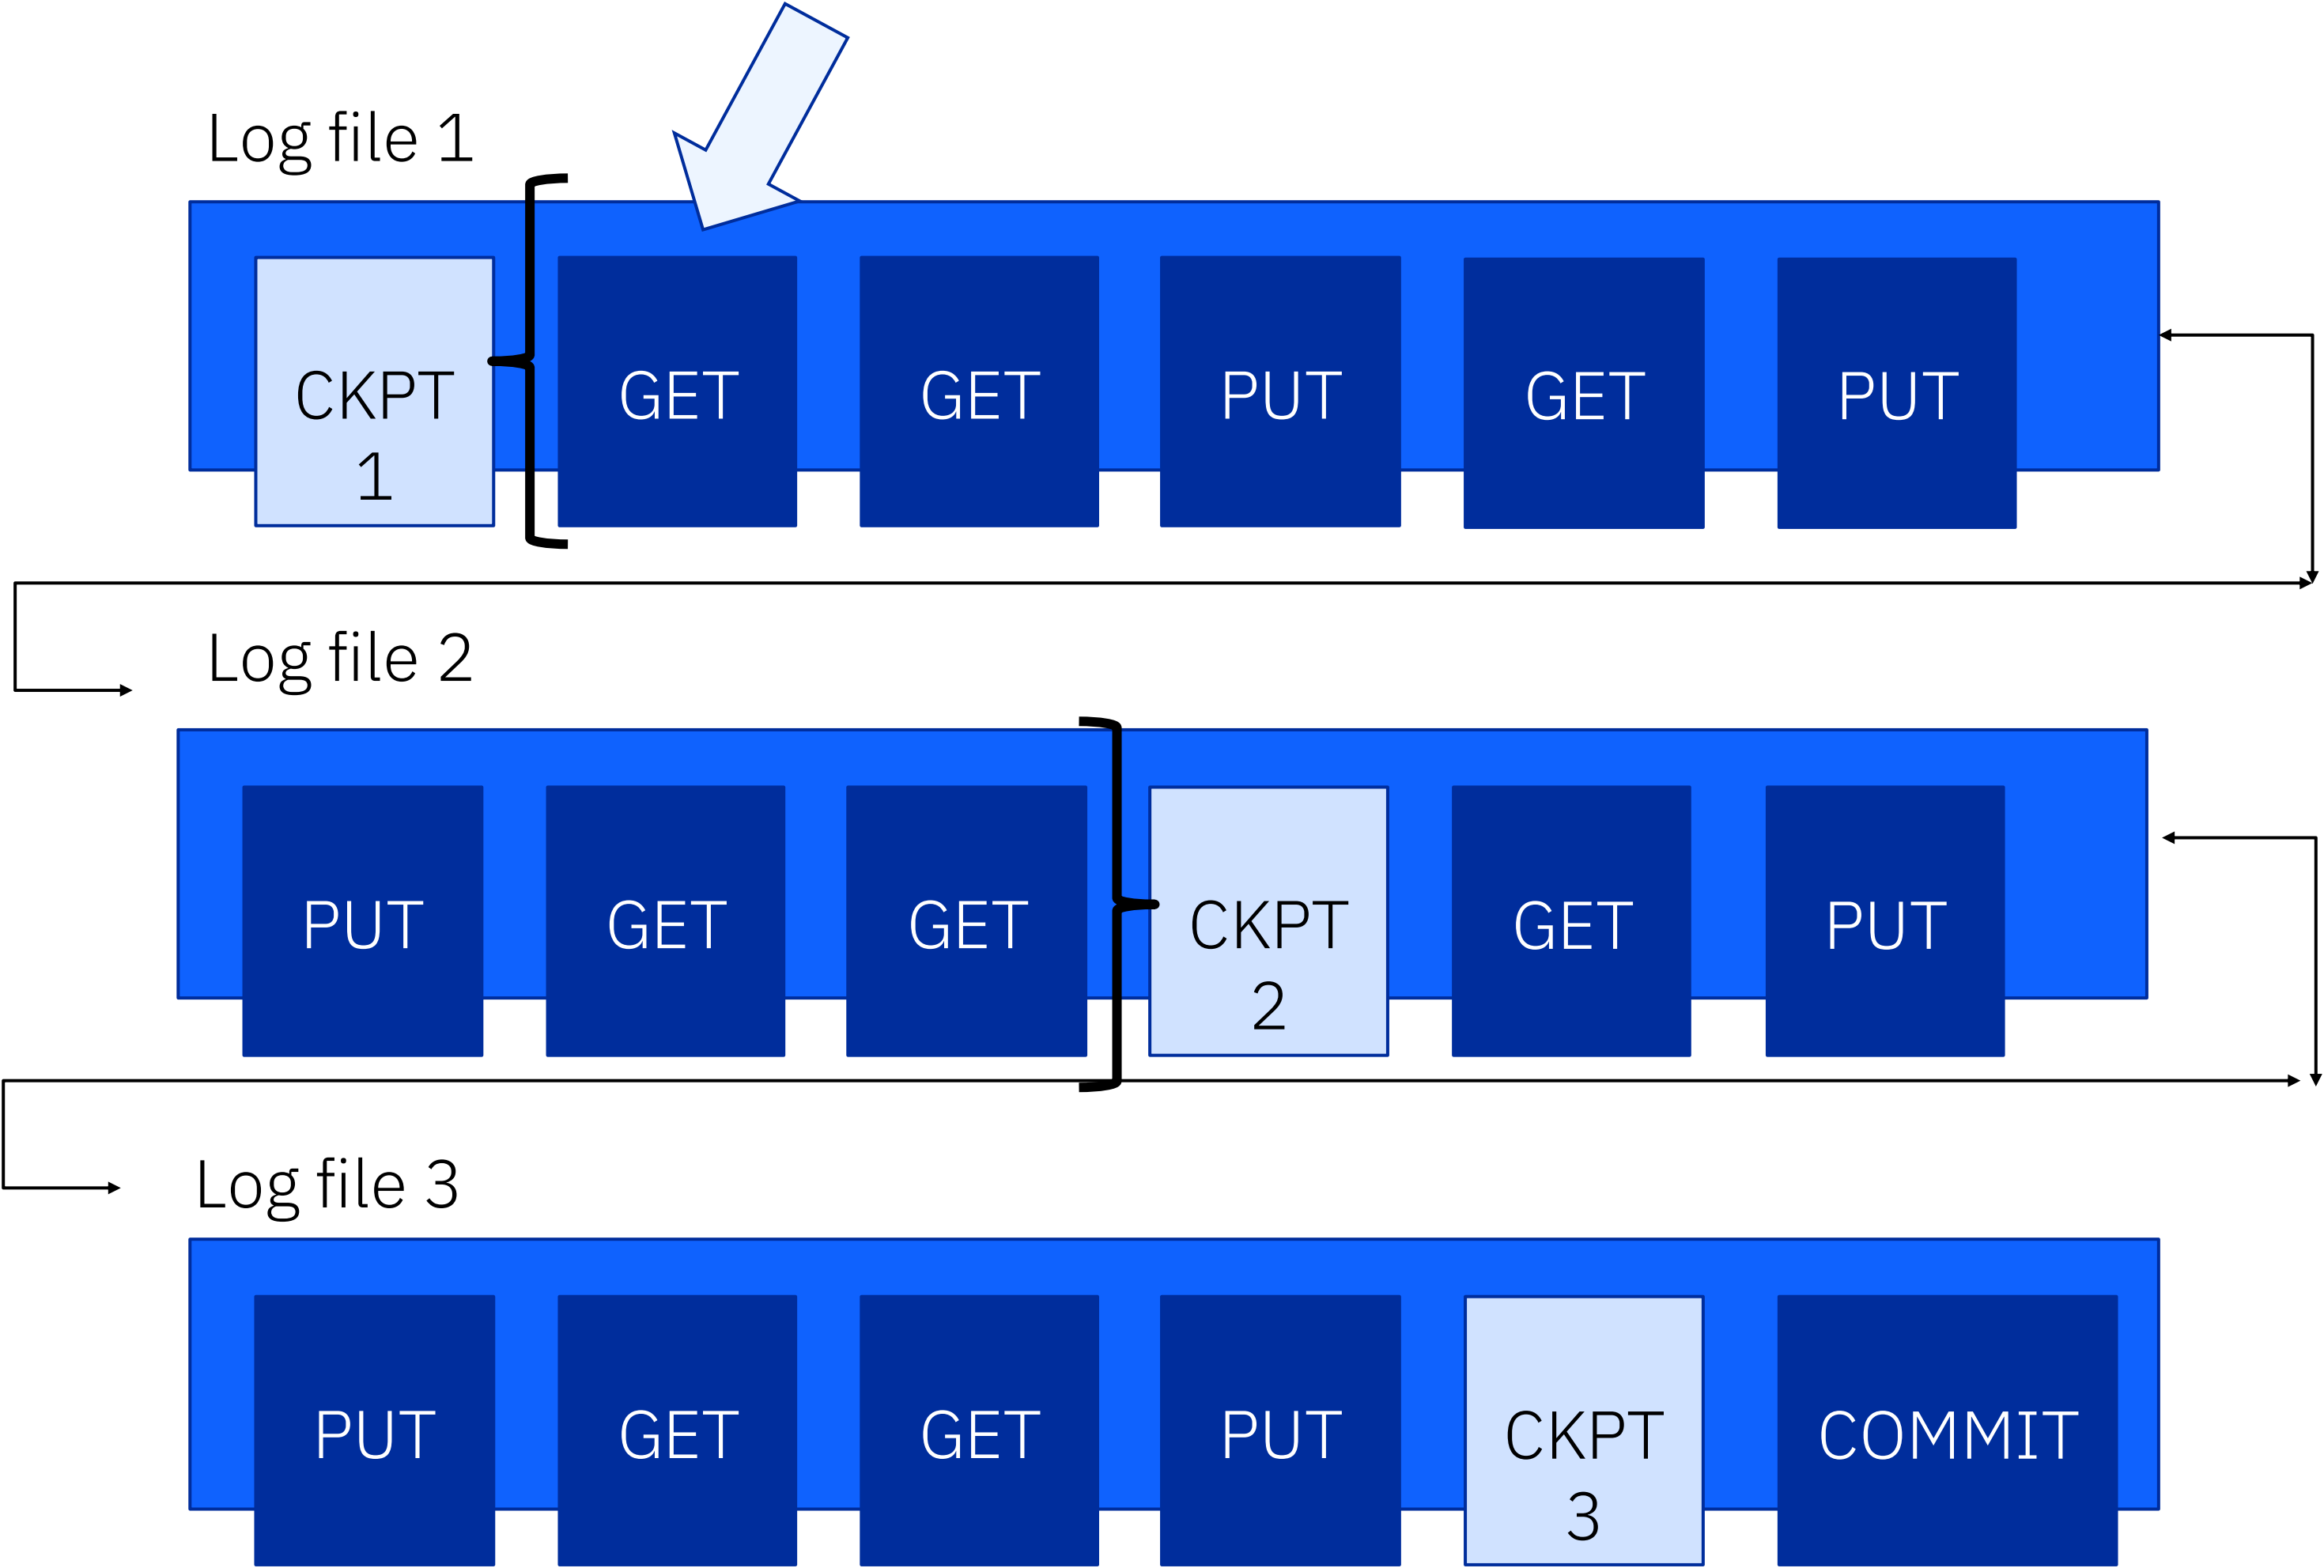 Log file 1
CKPT
1
GET
GET
PUT
GET
PUT
Log file 2
PUT
GET
GET
CKPT
2
GET
PUT
Log file 3
PUT
GET
GET
PUT
CKPT
3
COMMIT